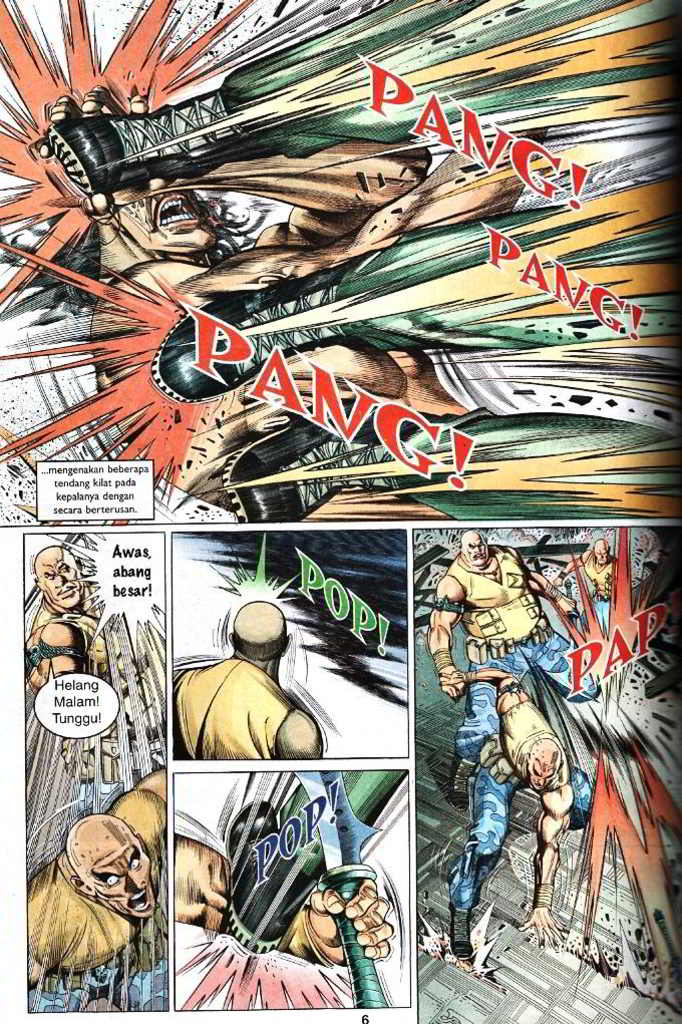 PANG!
PANG!
PANG!
...mengenakan beberapa
tendang kilat pada
kepalanya dengan
secara berterusan.
Awas,
abang
besar!
Helang
Malam!
Tunggu!
POP!
POP!
PAP
6